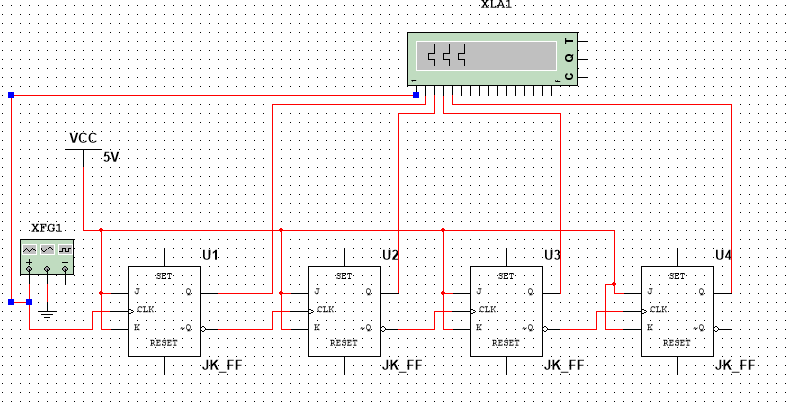 XLA1
T
Q
C
VCC
5V
XFG1
U1
U2
U3
U4
SET
SET
SET
SET
J
Q
J
Q
J
Q
J
Q
CLK
CLK
CLK
CLK
K
~Q
K
~Q
K
~Q
K
~Q
RESET
RESET
RESET
RESET
JK_FF
JK_FF
JK_FF
JK_FF